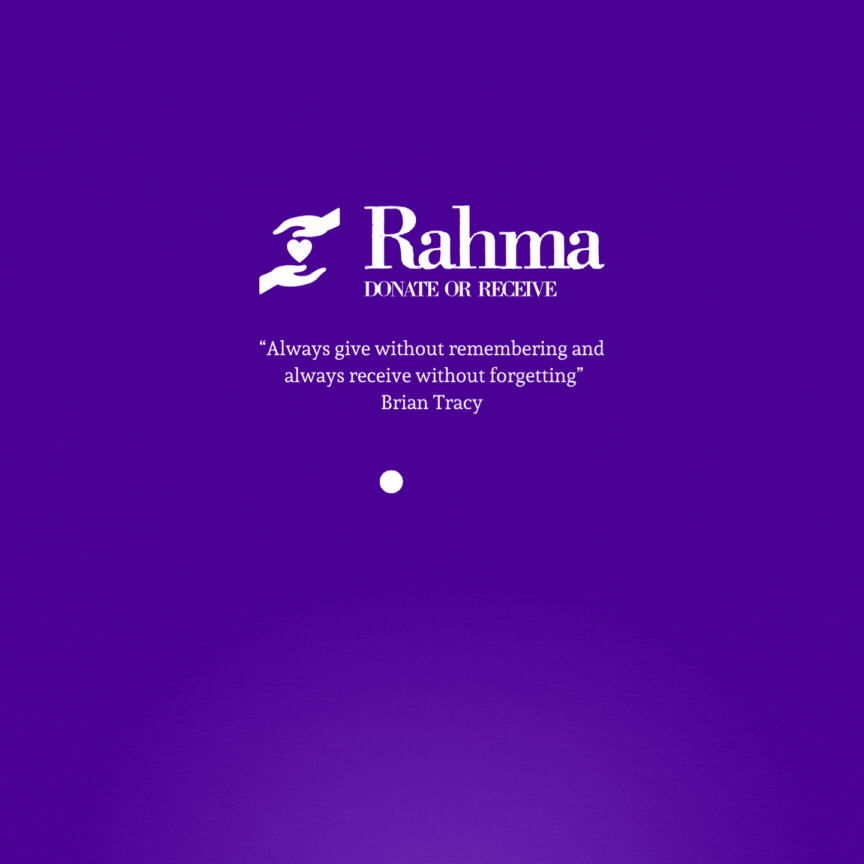 Rahma
DONATE OR RECEIVE
“Always give without remembering and
always receive without forgetting”
Brian Tracy